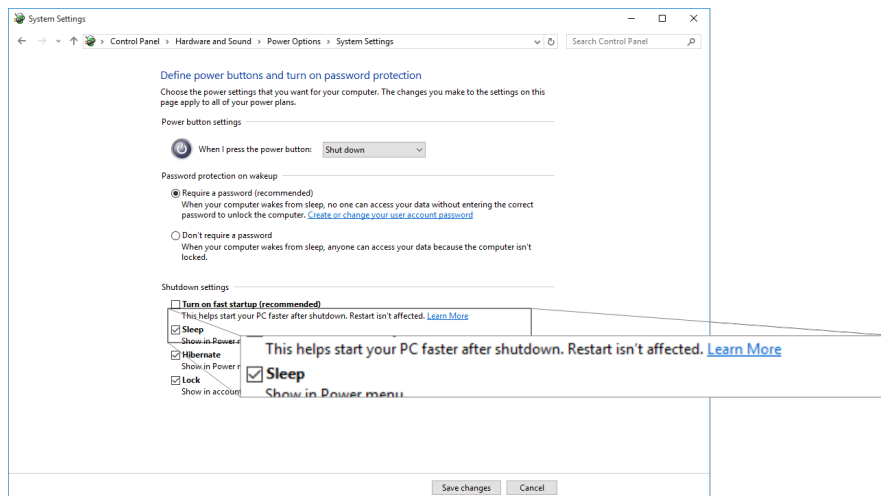 System Settings
Control Panel > Hardware and Sound > Power Options > System Settings
Search Control Panel
Define power buttons and turn on password protection
Choose the power settings that you want for your computer. The changes you make to the settings on this
page apply to all of your power plans.
Power button settings
When I press the power button: Shut down
Password protection on wakeup
Require a password (recommended)
When your computer wakes from sleep, no one can access your data without entering the correct
password to unlock the computer. Create or change your user account password
Don't require a password
When your computer wakes from sleep, anyone can access your data because the computer isn't
locked.
Shutdown settings
Turn on fast startup (recommended)
This helps start your PC faster after shutdown. Restart isn't affected. Learn More
Sleep
Show in Power
This helps start your PC faster after shutdown. Restart isn't affected. Learn More
Hibernate
Show in Power
Sleep
Lock
Show in Power menu
Show in account
Save changes Cancel